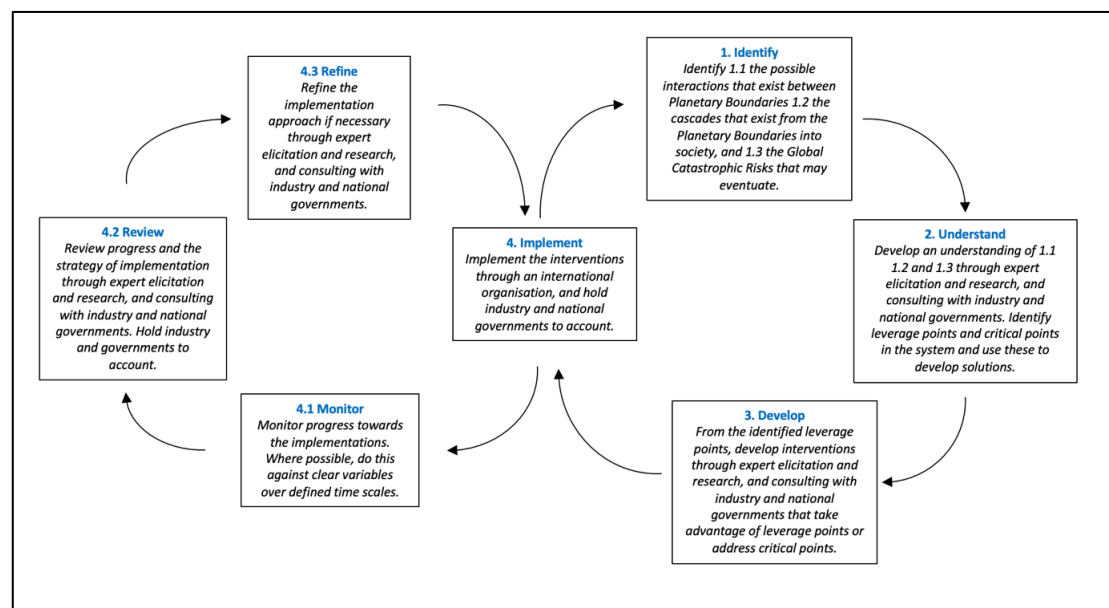 1. Identify
Identify 1.1 the possible
interactions that exist between
Planetary Boundaries 1.2 the
cascades that exist from the
Planetary Boundaries into
society, and 1.3 the Global
Catastrophic Risks that may
eventuate.
2. Understand
Develop an understanding of 1.1
1.2 and 1.3 through expert
elicitation and research, and
consulting with industry and
national governments. Identify
leverage points and critical points
in the system and use these to
develop solutions.
3. Develop
From the identified leverage
points, develop interventions
through expert elicitation and
research, and consulting with
industry and national
governments that take
advantage of leverage points or
address critical points.
4. Implement
Implement the interventions
through an international
organisation, and hold
industry and national
governments to account.
4.1 Monitor
Monitor progress towards
the implementations.
Where possible, do this
against clear variables
over defined time scales.
4.2 Review
Review progress and the
strategy of implementation
through expert elicitation
and research, and consulting
with industry and national
governments. Hold industry
and governments to
account.
4.3 Refine
Refine the
implementation
approach if necessary
through expert
elicitation and research,
and consulting with
industry and national
governments.